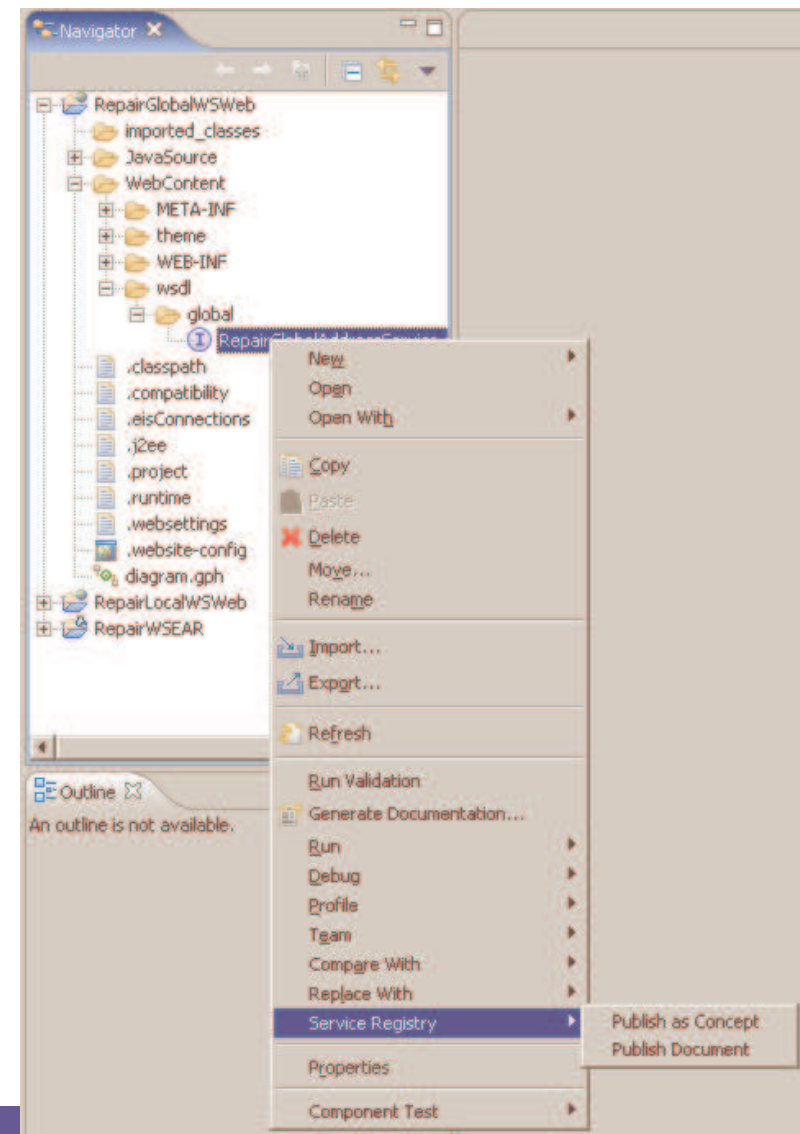 Navigator
RepairGlobalWSWeb
imported_classes
JavaSource
WebContent
META-INF
theme
WEB-INF
wsdl
global
.classpath
.compatibility
.eisConnections
.j2ee
.project
.runtime
.websettings
.website-config
diagram.gph
RepairLocalWSWeb
RepairWSEAR
New
Open
Open With
Copy
Paste
Delete
Move...
Rename
Import...
Export...
Refresh
Run Validation
Generate Documentation...
Run
Debug
Profile
Team
Compare With
Replace With
Service Registry
Properties
Component Test
Publish as Concept
Publish Document
Outline
An outline is not available.